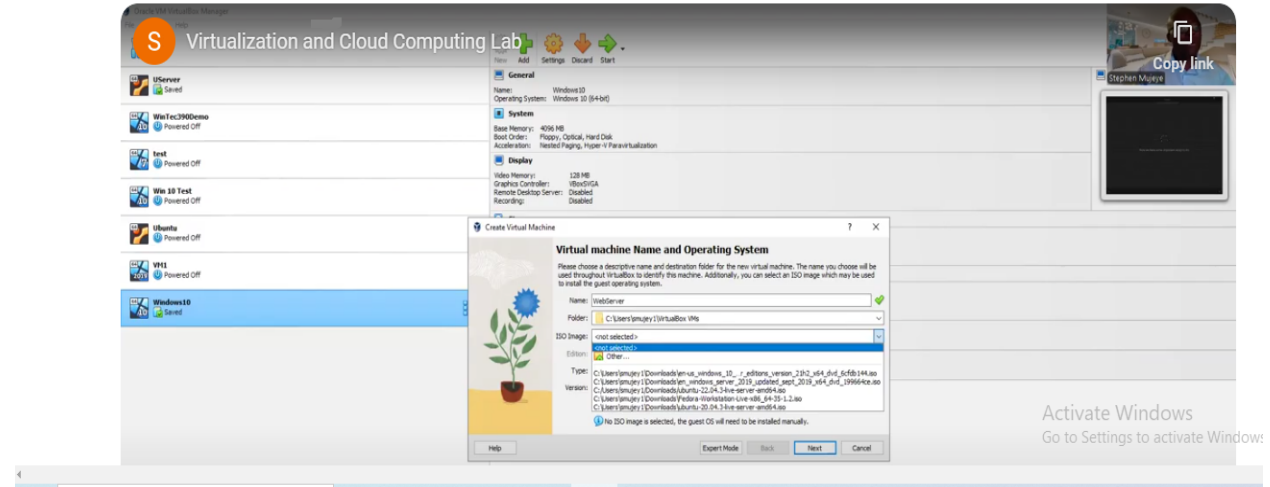 Oracle VM VirtualBox Manager
Help
S
Virtualization and Cloud Computing Lab
Copy link
Stephen Mujeye
New Add Settings Discard Start
UServer
Saved
WinTec390Demo
Powered Off
test
Powered Off
Win 10 Test
Powered Off
Ubuntu
Powered Off
VM1
Powered Off
Windows10
Saved
General
Name: Windows10
Operating System: Windows 10 (64-bit)
System
Base Memory: 4096 MB
Boot Order: Floppy, Optical, Hard Disk
Acceleration: Nested Paging, Hyper-V Paravirtualization
Display
Video Memory: 128 MB
Graphics Controller: VBoxSVGA
Remote Desktop Server: Disabled
Recording: Disabled
Create Virtual Machine ? X
Virtual machine Name and Operating System
Please choose a descriptive name and destination folder for the new virtual machine. The name you choose will be
used throughout VirtualBox to identify this machine. Additionally, you can select an ISO image which may be used
to install the guest operating system.
Name: WebServer
Folder: C:\Users\pmujey1\VirtualBox VMs
ISO Image: <not selected>
<not selected>
Edition: Other...
Type: C:\Users\pmujey1\Downloads\en-us_windows_10_...r_editions_version_21h2_x64_dvd_6cfdb144.iso
C:\Users\pmujey1\Downloads\en_windows_server_2019_updated_sept_2019_x64_dvd_199664ce.iso
Version: C:/Users/pmujey1/Downloads/ubuntu-22.04.3-live-server-amd64.iso
C:\Users\pmujey1\Downloads\Fedora-Workstation-Live-x86_64-35-1.2.iso
C:\Users\pmujey1\Downloads\ubuntu-20.04.3-live-server-amd64.iso
No ISO image is selected, the guest OS will need to be installed manually.
Help Expert Mode Back Next Cancel
Activate Windows
Go to Settings to activate Windows